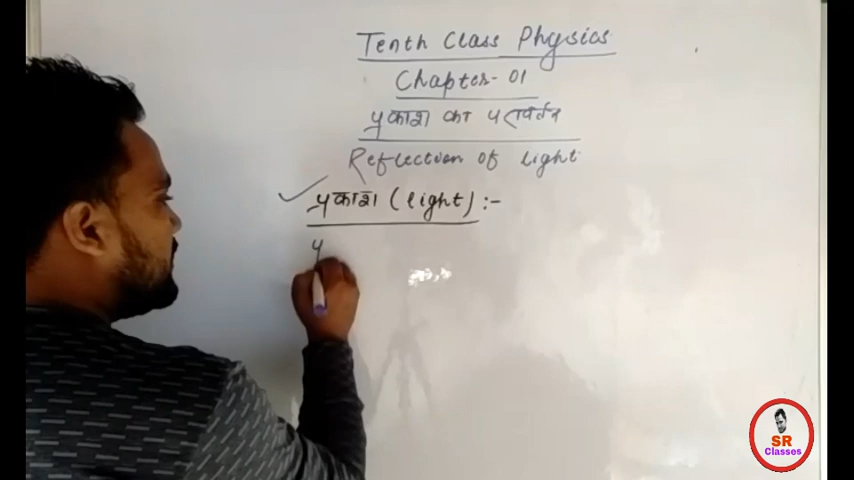 Tenth Class Physics
Chapter- 01
प्रकाश का परावर्तन
Reflection of light
प्रकाश (light) :-
प
SR
Classes